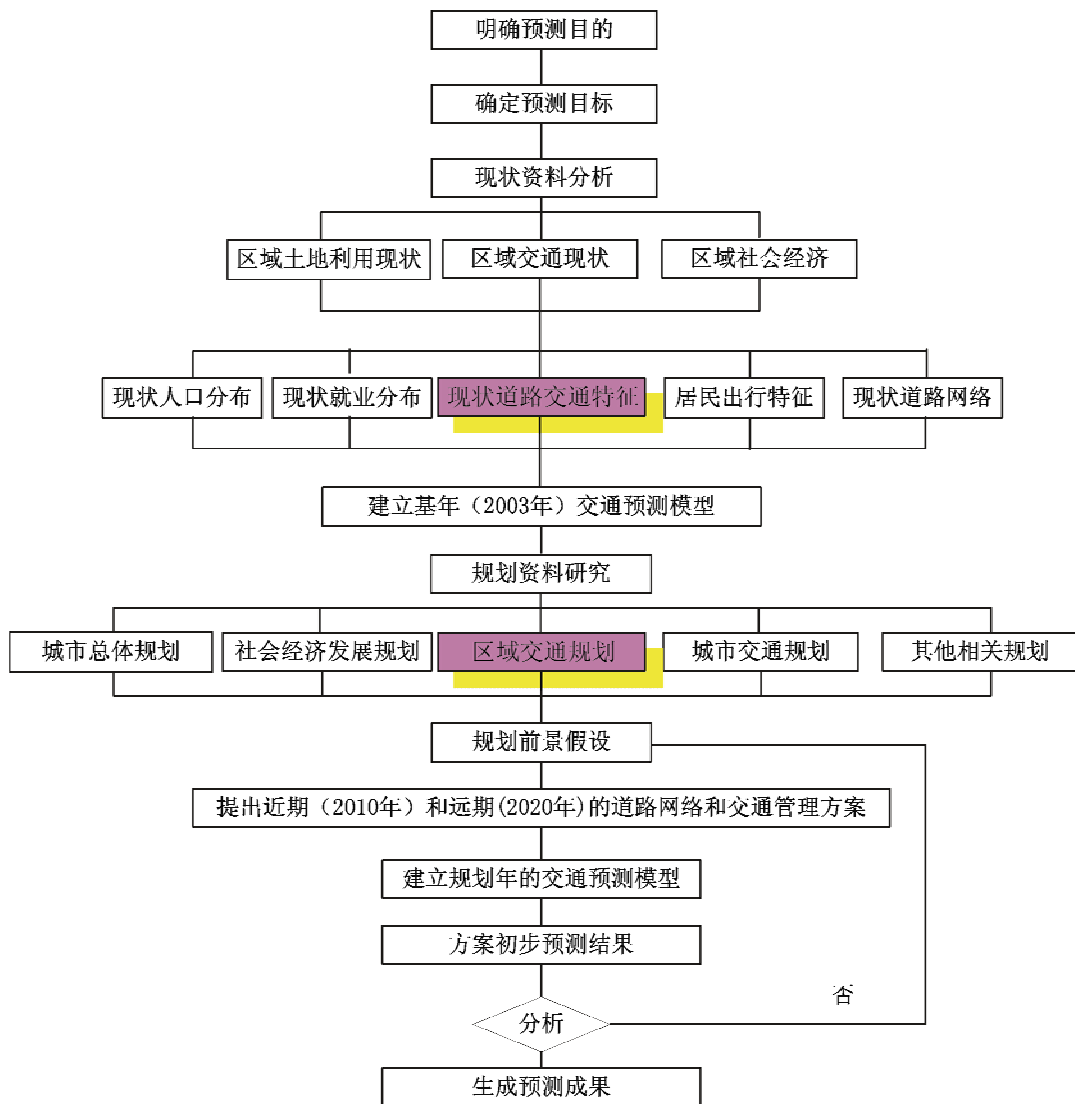 明确预测目的
确定预测目标
现状资料分析
区域土地利用现状
区域交通现状
区域社会经济
现状人口分布
现状就业分布
现状道路交通特征
居民出行特征
现状道路网络
建立基年（2003年）交通预测模型
规划资料研究
城市总体规划
社会经济发展规划
区域交通规划
城市交通规划
其他相关规划
规划前景假设
提出近期（2010年）和远期(2020年)的道路网络和交通管理方案
建立规划年的交通预测模型
方案初步预测结果
否
分析
生成预测成果